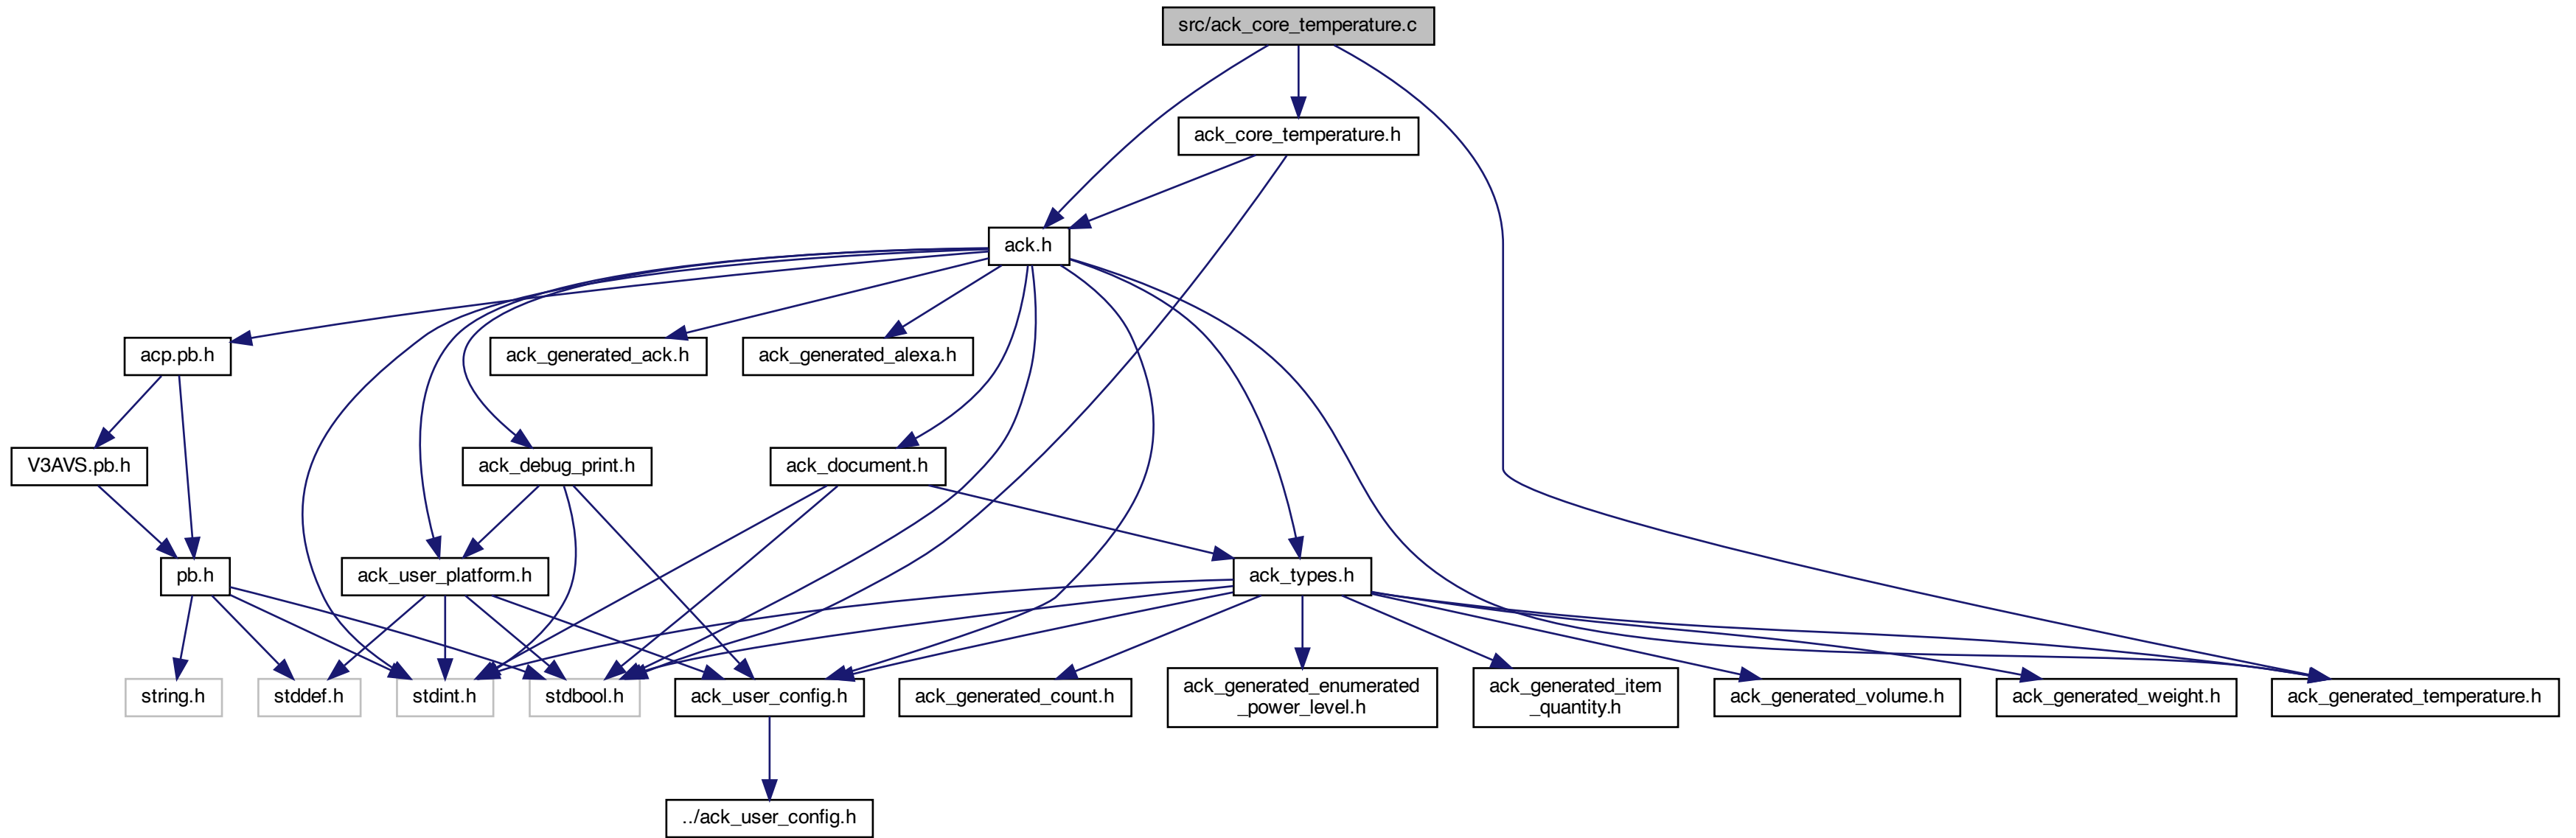 src/ack_core_temperature.c
ack_core_temperature.h
ack.h
acp.pb.h
ack_generated_ack.h
ack_generated_alexa.h
V3AVS.pb.h
ack_debug_print.h
ack_document.h
pb.h
ack_user_platform.h
ack_types.h
string.h
stddef.h
stdint.h
stdbool.h
ack_user_config.h
ack_generated_count.h
ack_generated_enumerated
_power_level.h
ack_generated_item
_quantity.h
ack_generated_volume.h
ack_generated_weight.h
ack_generated_temperature.h
../ack_user_config.h